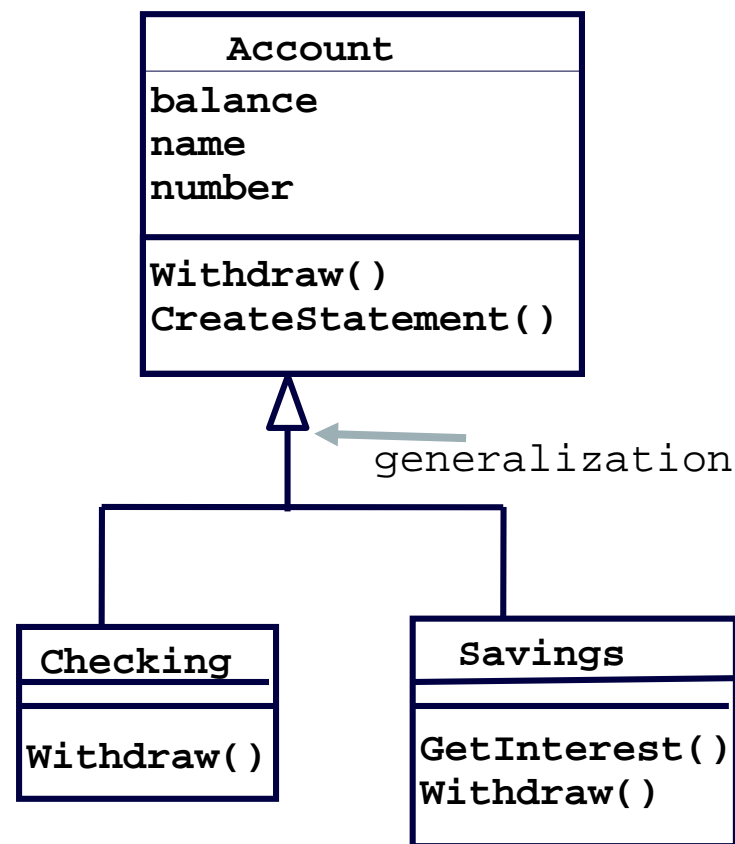 Account
balance
name
number
Withdraw()
CreateStatement()
generalization
Checking
Withdraw()
Savings
GetInterest()
Withdraw()